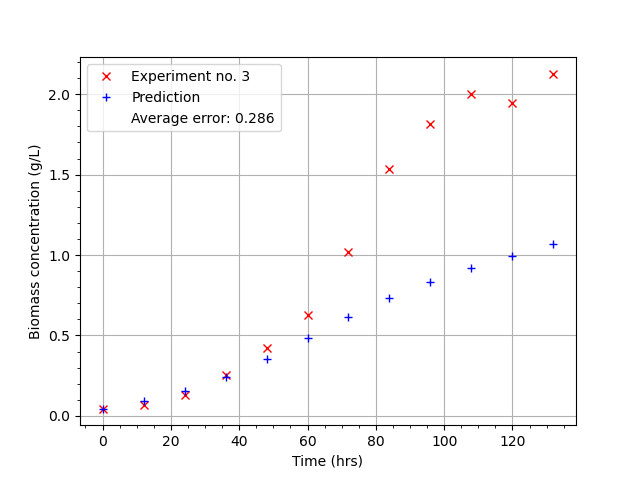 Experiment no. 3
Prediction
Average error: 0.286
Biomass concentration (g/L)
2.0
1.5
1.0
0.5
0.0
0 20 40 60 80 100 120
Time (hrs)